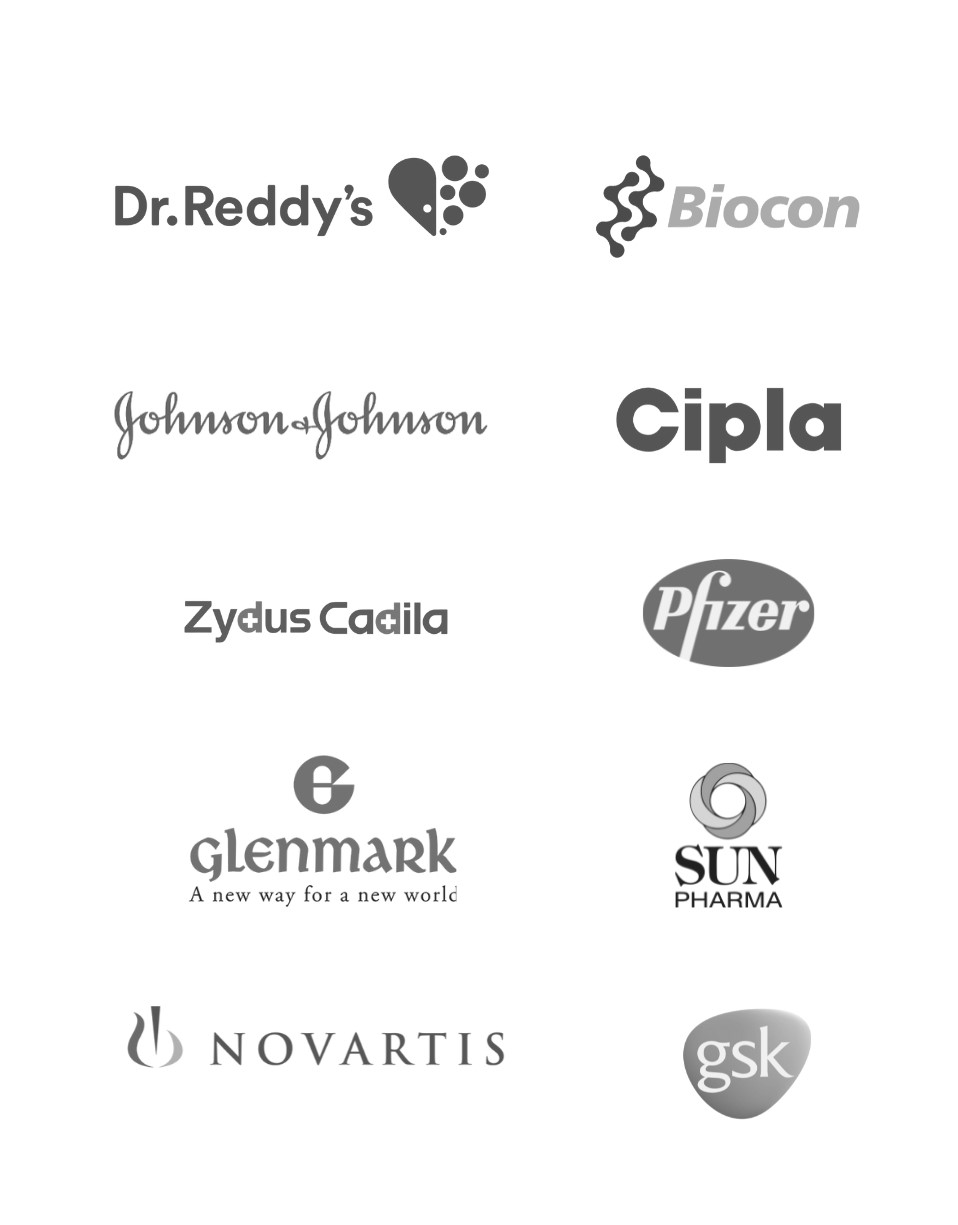 Dr.Reddy's
Biocon
Johnson & Johnson
Cipla
Zydus Cadila
Pfizer
glenmark
A new way for a new world
SUN
PHARMA
NOVARTIS
gsk